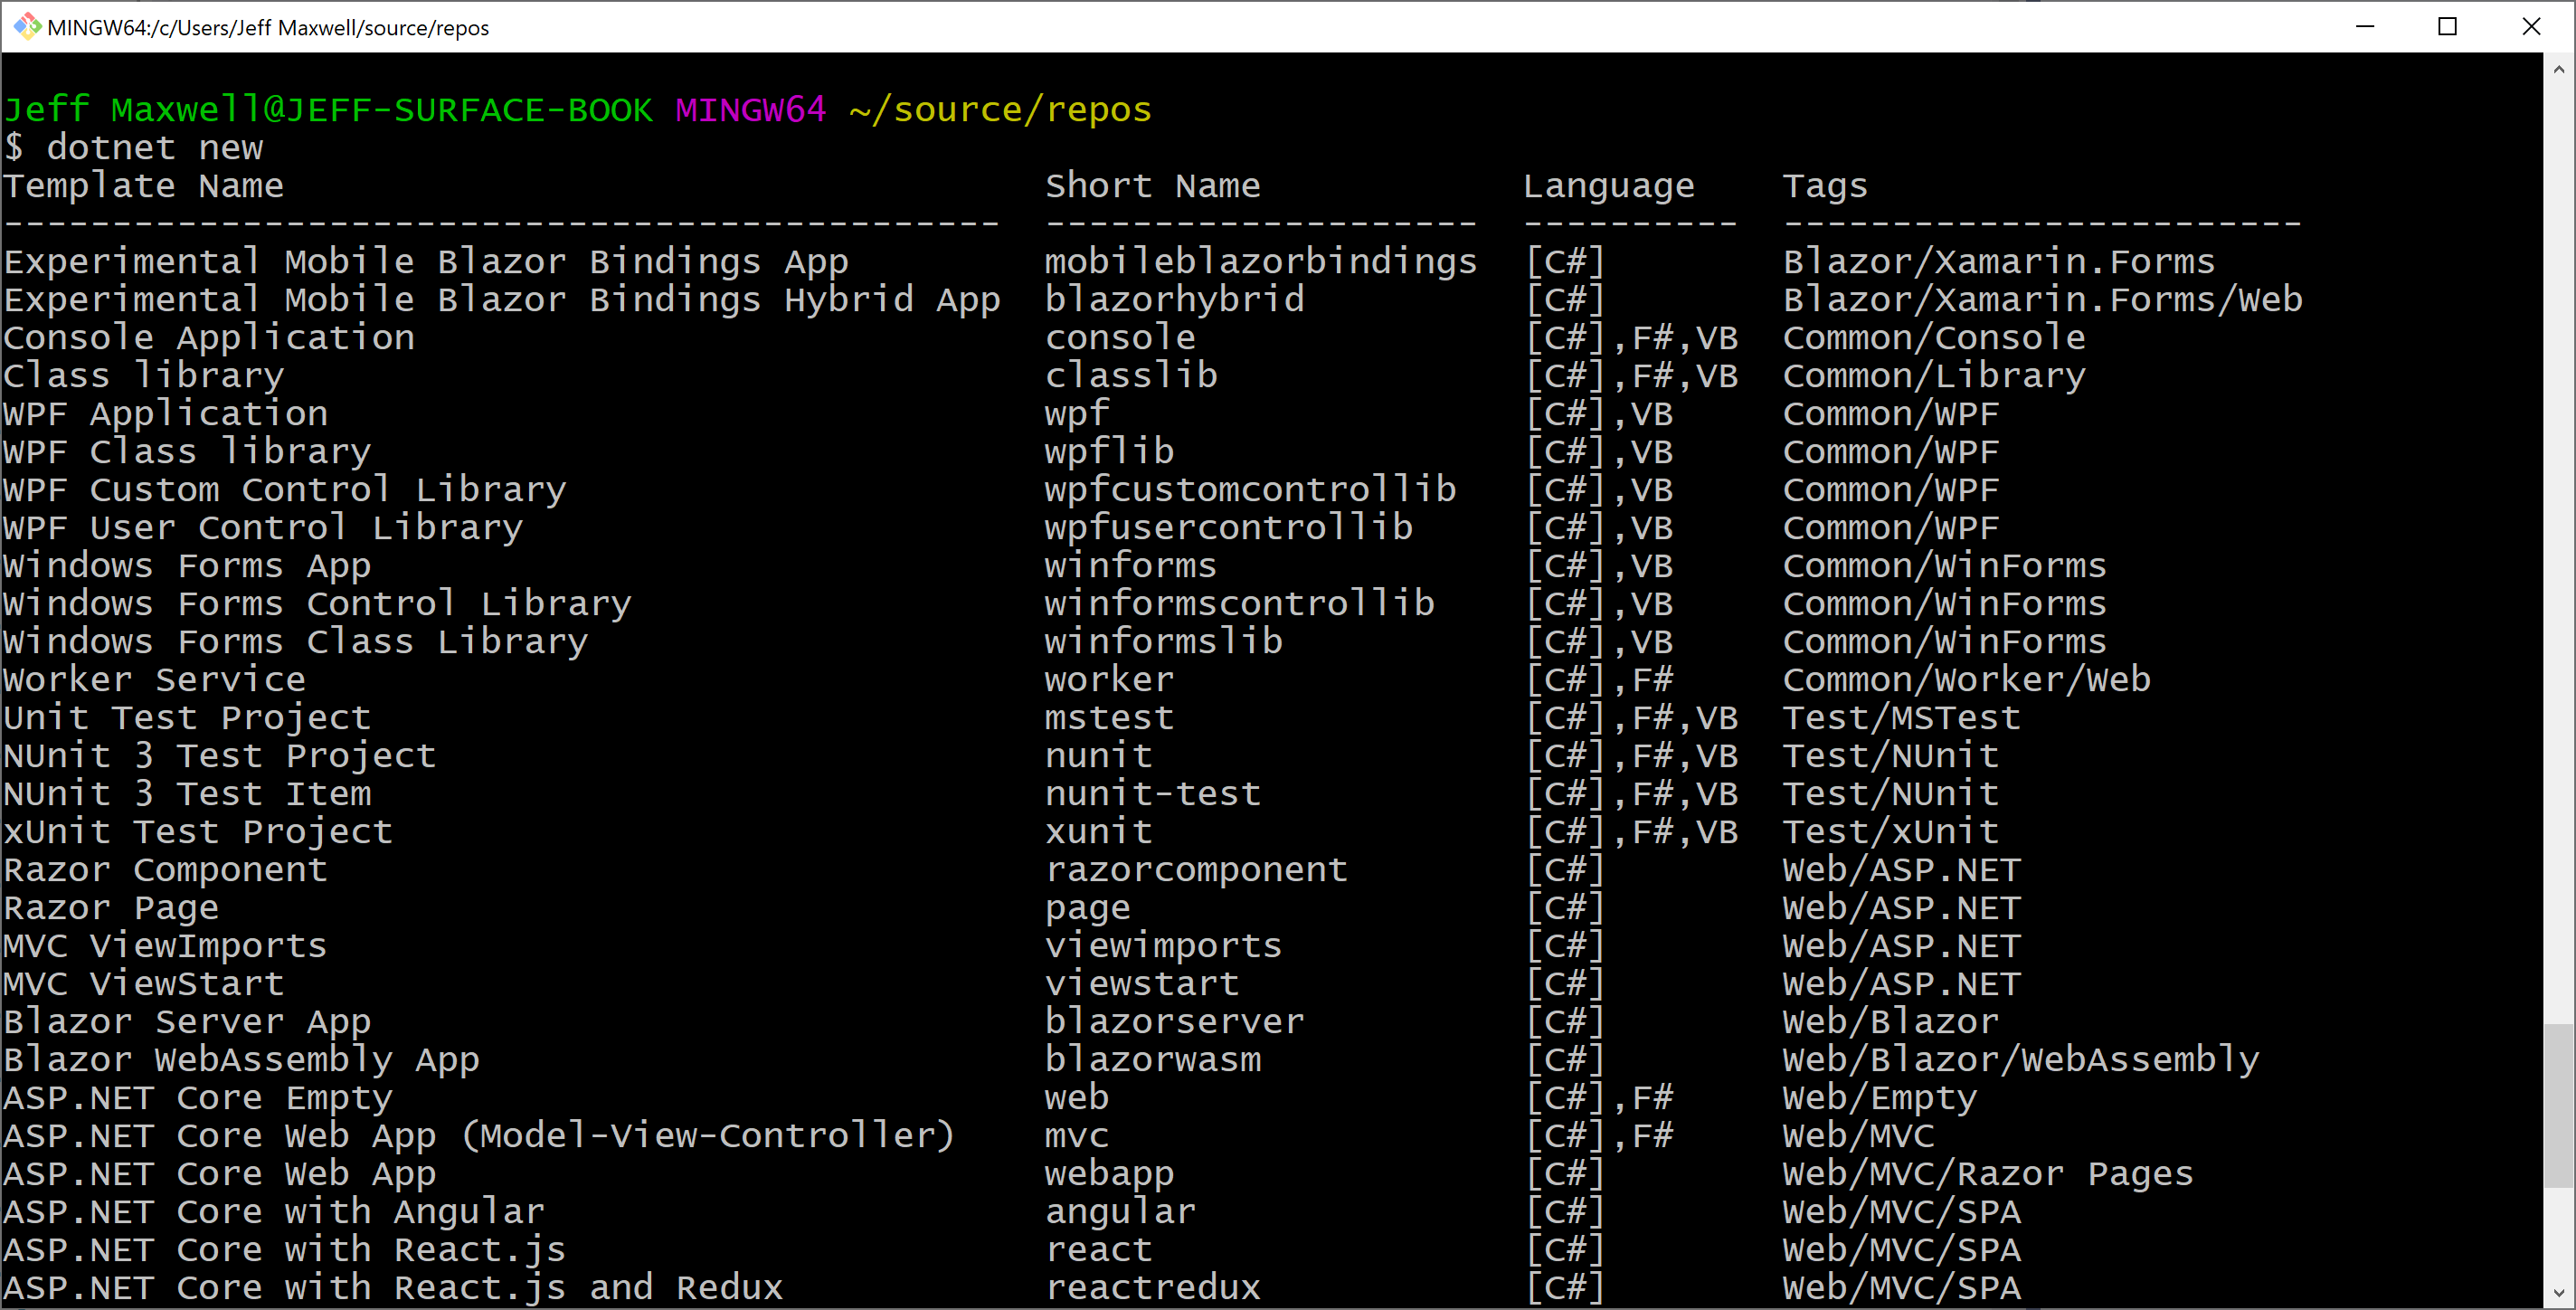 MINGW64:/c/Users/Jeff Maxwell/source/repos
Jeff Maxwell@JEFF-SURFACE-BOOK MINGW64 ~/source/repos
$ dotnet new
Template Name                                   Short Name            Language    Tags
----------------------------------------------  --------------------  ----------  ------------------------
Experimental Mobile Blazor Bindings App         mobileblazorbindings  [C#]        Blazor/Xamarin.Forms
Experimental Mobile Blazor Bindings Hybrid App  blazorhybrid          [C#]        Blazor/Xamarin.Forms/Web
Console Application                             console               [C#],F#,VB  Common/Console
Class library                                   classlib              [C#],F#,VB  Common/Library
WPF Application                                 wpf                   [C#],VB     Common/WPF
WPF Class library                               wpflib                [C#],VB     Common/WPF
WPF Custom Control Library                      wpfcustomcontrollib   [C#],VB     Common/WPF
WPF User Control Library                        wpfusercontrollib     [C#],VB     Common/WPF
Windows Forms App                               winforms              [C#],VB     Common/WinForms
Windows Forms Control Library                   winformscontrollib    [C#],VB     Common/WinForms
Windows Forms Class Library                     winformslib           [C#],VB     Common/WinForms
Worker Service                                  worker                [C#],F#     Common/Worker/Web
Unit Test Project                               mstest                [C#],F#,VB  Test/MSTest
NUnit 3 Test Project                            nunit                 [C#],F#,VB  Test/NUnit
NUnit 3 Test Item                               nunit-test            [C#],F#,VB  Test/NUnit
xUnit Test Project                              xunit                 [C#],F#,VB  Test/xUnit
Razor Component                                 razorcomponent        [C#]        Web/ASP.NET
Razor Page                                      page                  [C#]        Web/ASP.NET
MVC ViewImports                                 viewimports           [C#]        Web/ASP.NET
MVC ViewStart                                   viewstart             [C#]        Web/ASP.NET
Blazor Server App                               blazorserver          [C#]        Web/Blazor
Blazor WebAssembly App                          blazorwasm            [C#]        Web/Blazor/WebAssembly
ASP.NET Core Empty                              web                   [C#],F#     Web/Empty
ASP.NET Core Web App (Model-View-Controller)    mvc                   [C#],F#     Web/MVC
ASP.NET Core Web App                            webapp                [C#]        Web/MVC/Razor Pages
ASP.NET Core with Angular                       angular               [C#]        Web/MVC/SPA
ASP.NET Core with React.js                      react                 [C#]        Web/MVC/SPA
ASP.NET Core with React.js and Redux            reactredux            [C#]        Web/MVC/SPA